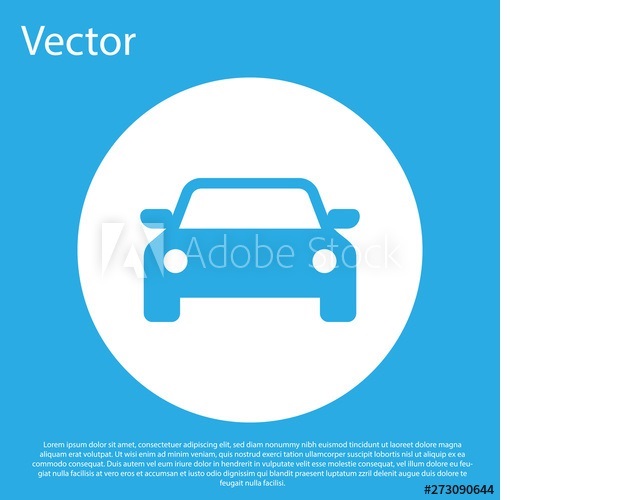 Vector
Adobe Stock
Lorem ipsum dolor sit amet, consectetuer adipiscing elit, sed diam nonummy nibh euismod tincidunt ut laoreet dolore magna
aliquam erat volutpat. Ut wisi enim ad minim veniam, quis nostrud exerci tation ullamcorper suscipit lobortis nisl ut aliquip ex ea
commodo consequat. Duis autem vel eum iriure dolor in hendrerit in vulputate velit esse molestie consequat, vel illum dolore eu feu-
giat nulla facilisis at vero eros et accumsan et iusto odio dignissim qui blandit praesent luptatum zzril delenit augue duis dolore te
feugait nulla facilisi.
#273090644